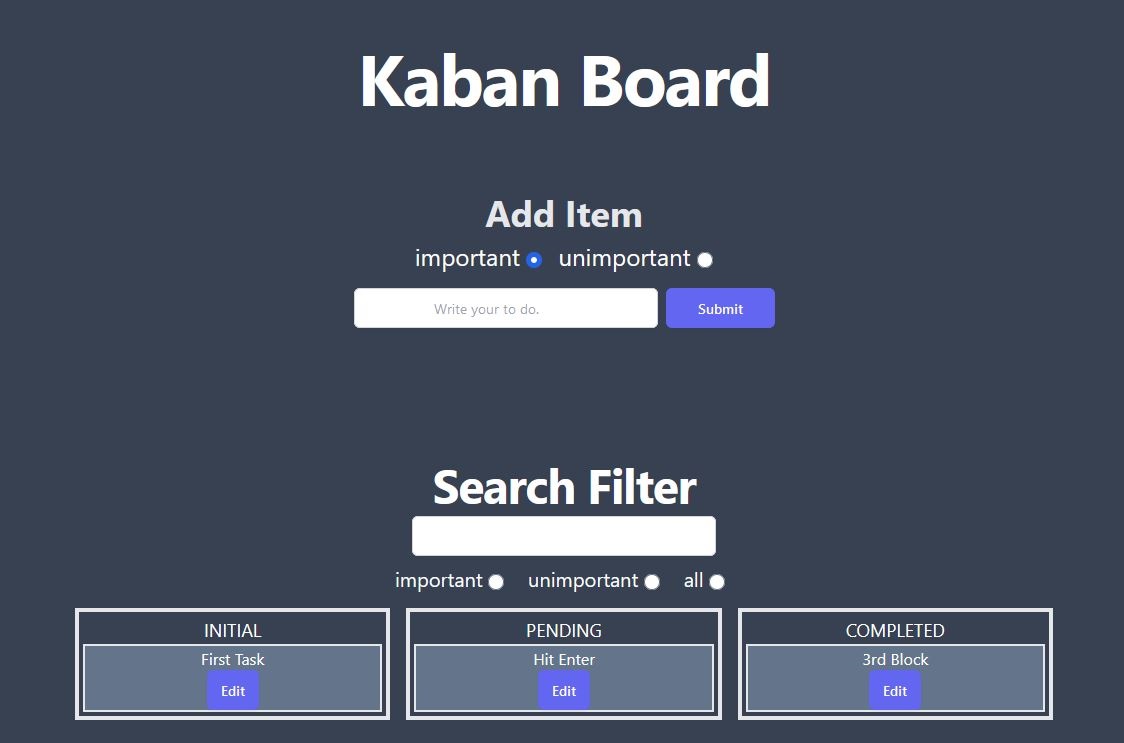 Kaban Board
Add Item
important unimportant
Write your to do. Submit
Search Filter
important unimportant all
INITIAL PENDING COMPLETED
First Task Hit Enter 3rd Block
Edit Edit Edit